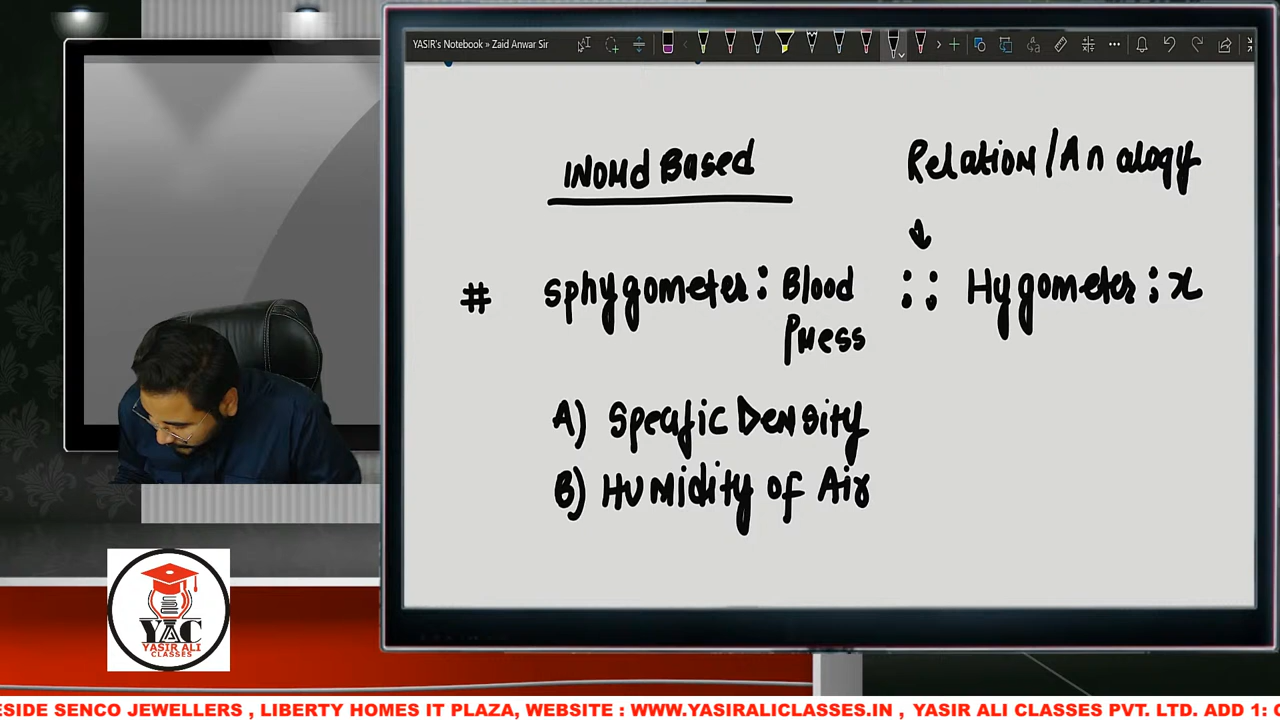 YASIR's Notebook » Zaid Anwar Sir
Word Based
Relation/Analogy
# Sphygometer : Blood Press :: Hygometer : x
A) Specific Density
B) Humidity of Air
YAC
YASIR ALI
CLASSES
ESIDE SENCO JEWELLERS , LIBERTY HOMES IT PLAZA, WEBSITE : WWW.YASIRALICLASSES.IN , YASIR ALI CLASSES PVT. LTD. ADD 1: